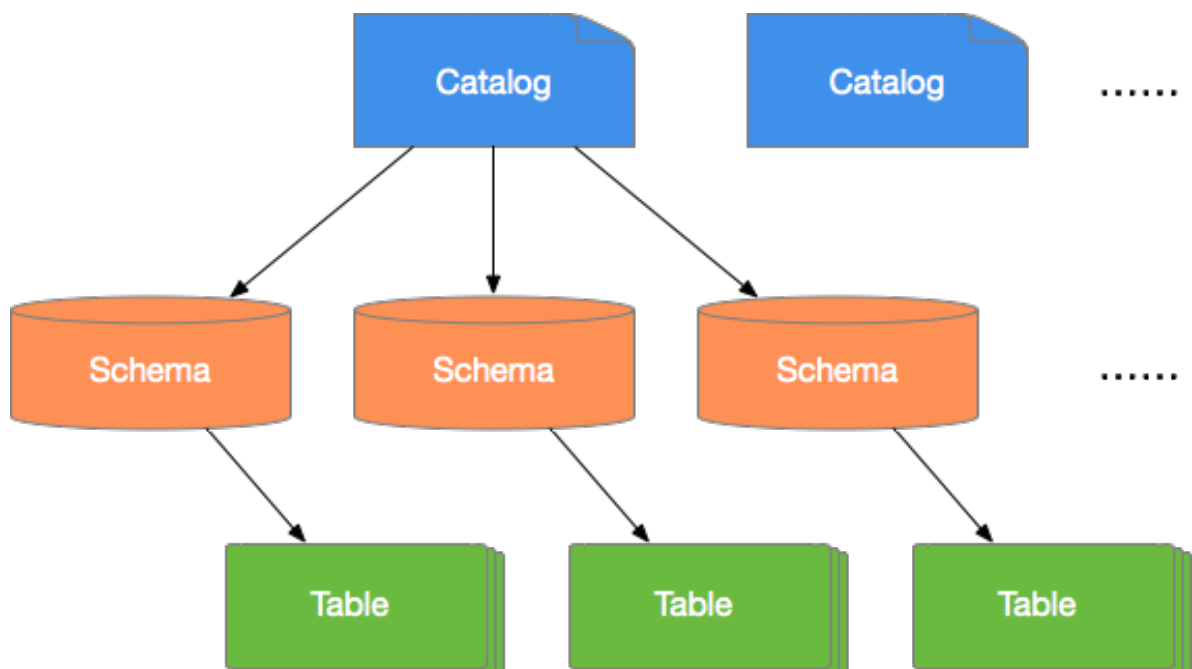 Catalog
Catalog
......
Schema
Schema
Schema
......
Table
Table
Table